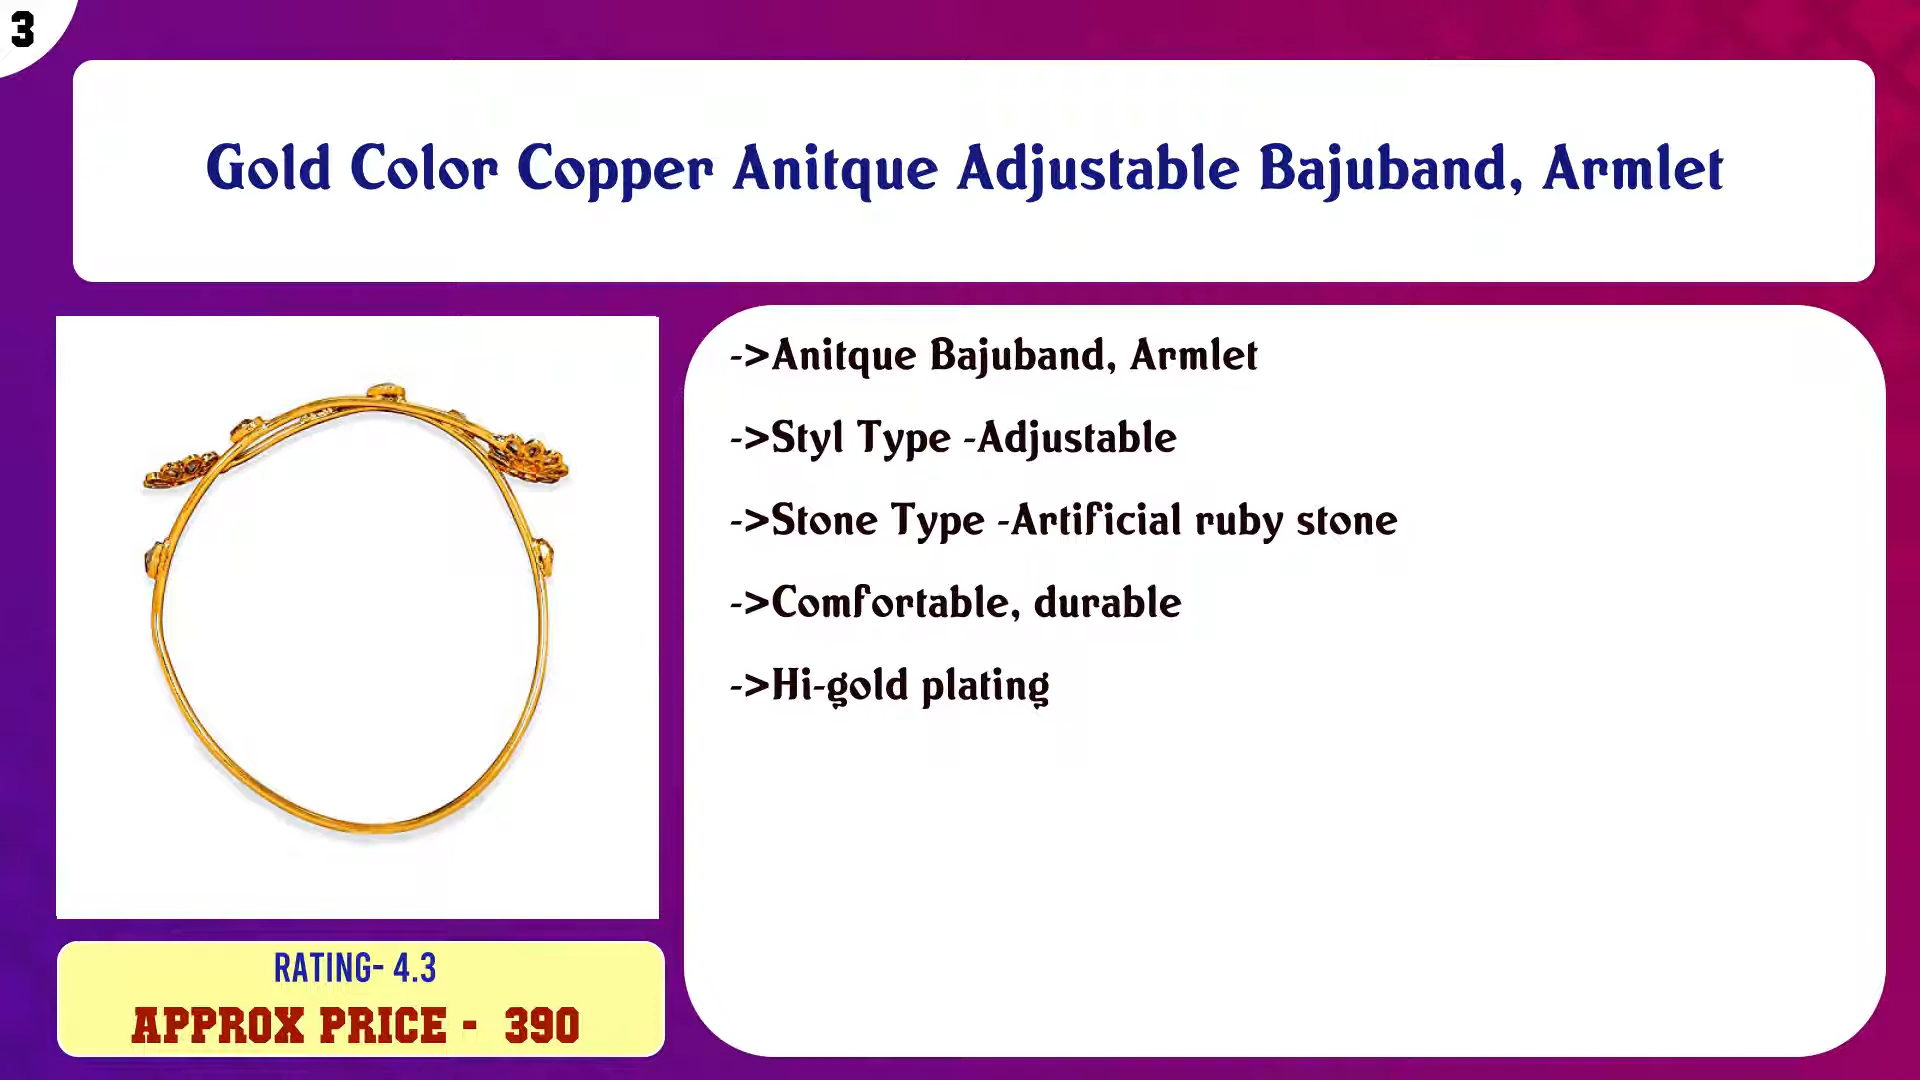 3
Gold Color Copper Anitque Adjustable Bajuband, Armlet
->Anitque Bajuband, Armlet
->Styl Type -Adjustable
->Stone Type -Artificial ruby stone
->Comfortable, durable
->Hi-gold plating
RATING- 4.3
APPROX PRICE - 390